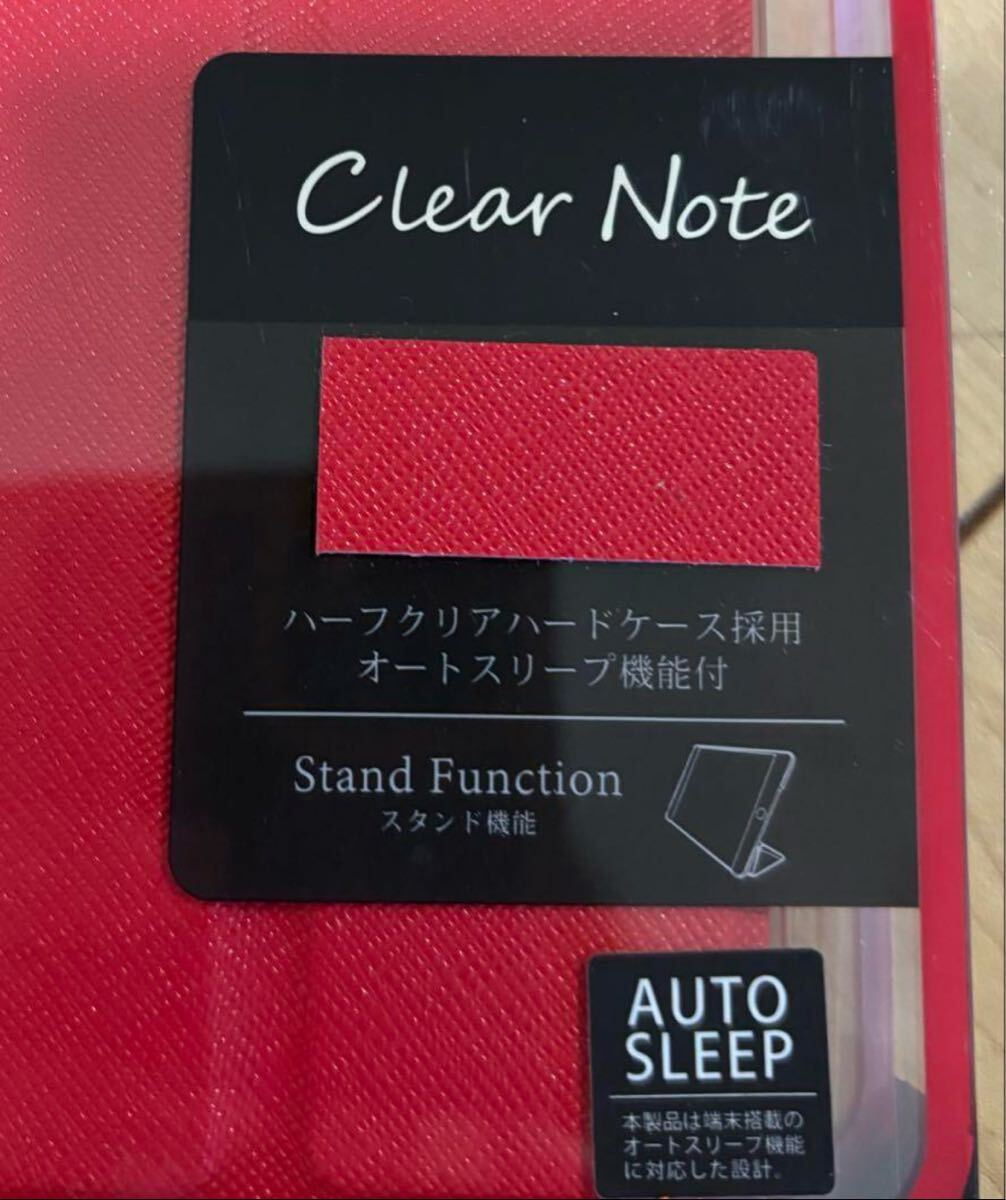 Clear Note
ハーフクリアハードケース採用
オートスリープ機能付
Stand Function
スタンド機能
AUTO
SLEEP
本製品は端末搭載の
オートスリープ機能
に対応した設計。